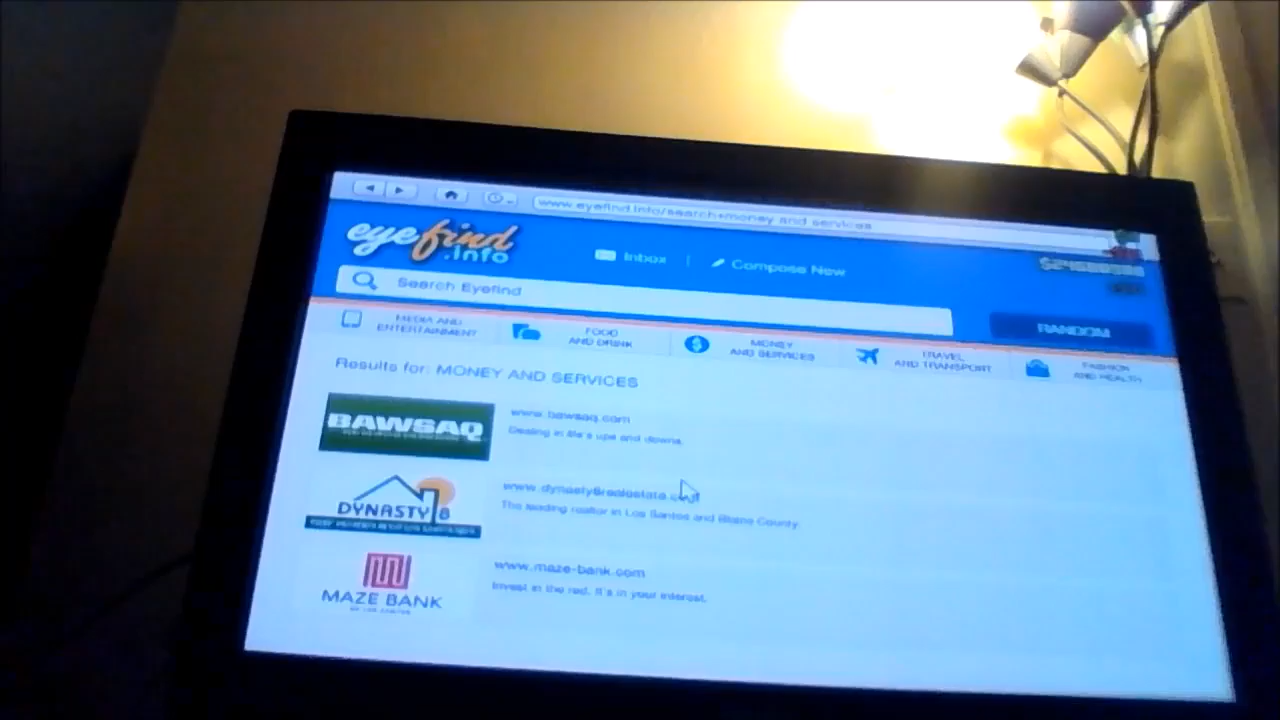 www.eyefind.info/search+money and services
eyefind
.info
Inbox | Compose New
Search Eyefind
RANDOM
MEDIA AND
ENTERTAINMENT
FOOD
AND DRINK
MONEY
AND SERVICES
TRAVEL
AND TRANSPORT
FASHION
AND HEALTH
Results for: MONEY AND SERVICES
BAWSAQ
www.bawsaq.com
Dealing in life's ups and downs.
DYNASTY 8
www.dynasty8realestate.com
The leading realtor in Los Santos and Blaine County.
MAZE BANK
OF LOS SANTOS
www.maze-bank.com
Invest in the red. It's in your interest.